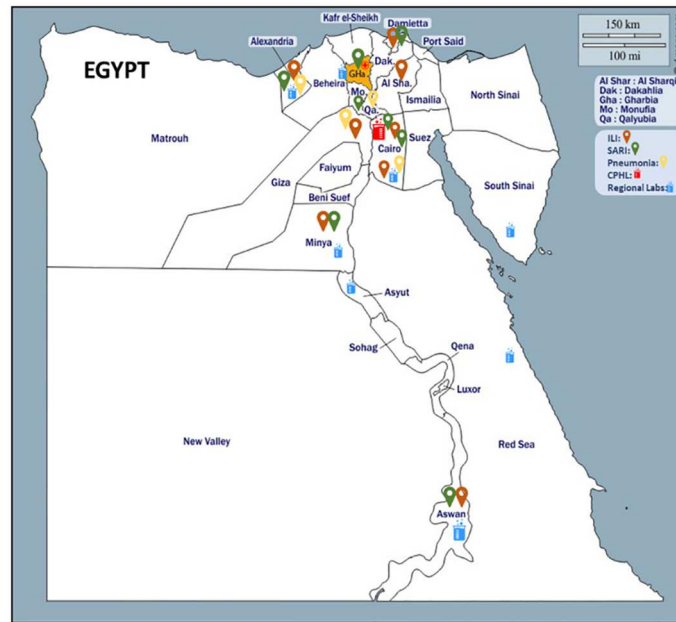 EGYPT
Kafr el-Sheikh
Damietta
Alexandria
Port Said
Dak.
GHa
Beheira
Al Sha.
Mo.
Ismailia
Qa.
North Sinai
Matrouh
Cairo
Suez
Faiyum
Giza
Beni Suef
South Sinai
Minya
Asyut
Sohag
Qena
Luxor
New Valley
Red Sea
Aswan
150 km
100 mi
Al Shar : Al Sharqi
Dak : Dakahlia
Gha : Gharbia
Mo : Monufia
Qa : Qalyubia
ILI:
SARI:
Pneumonia:
CPHL:
Regional Labs: